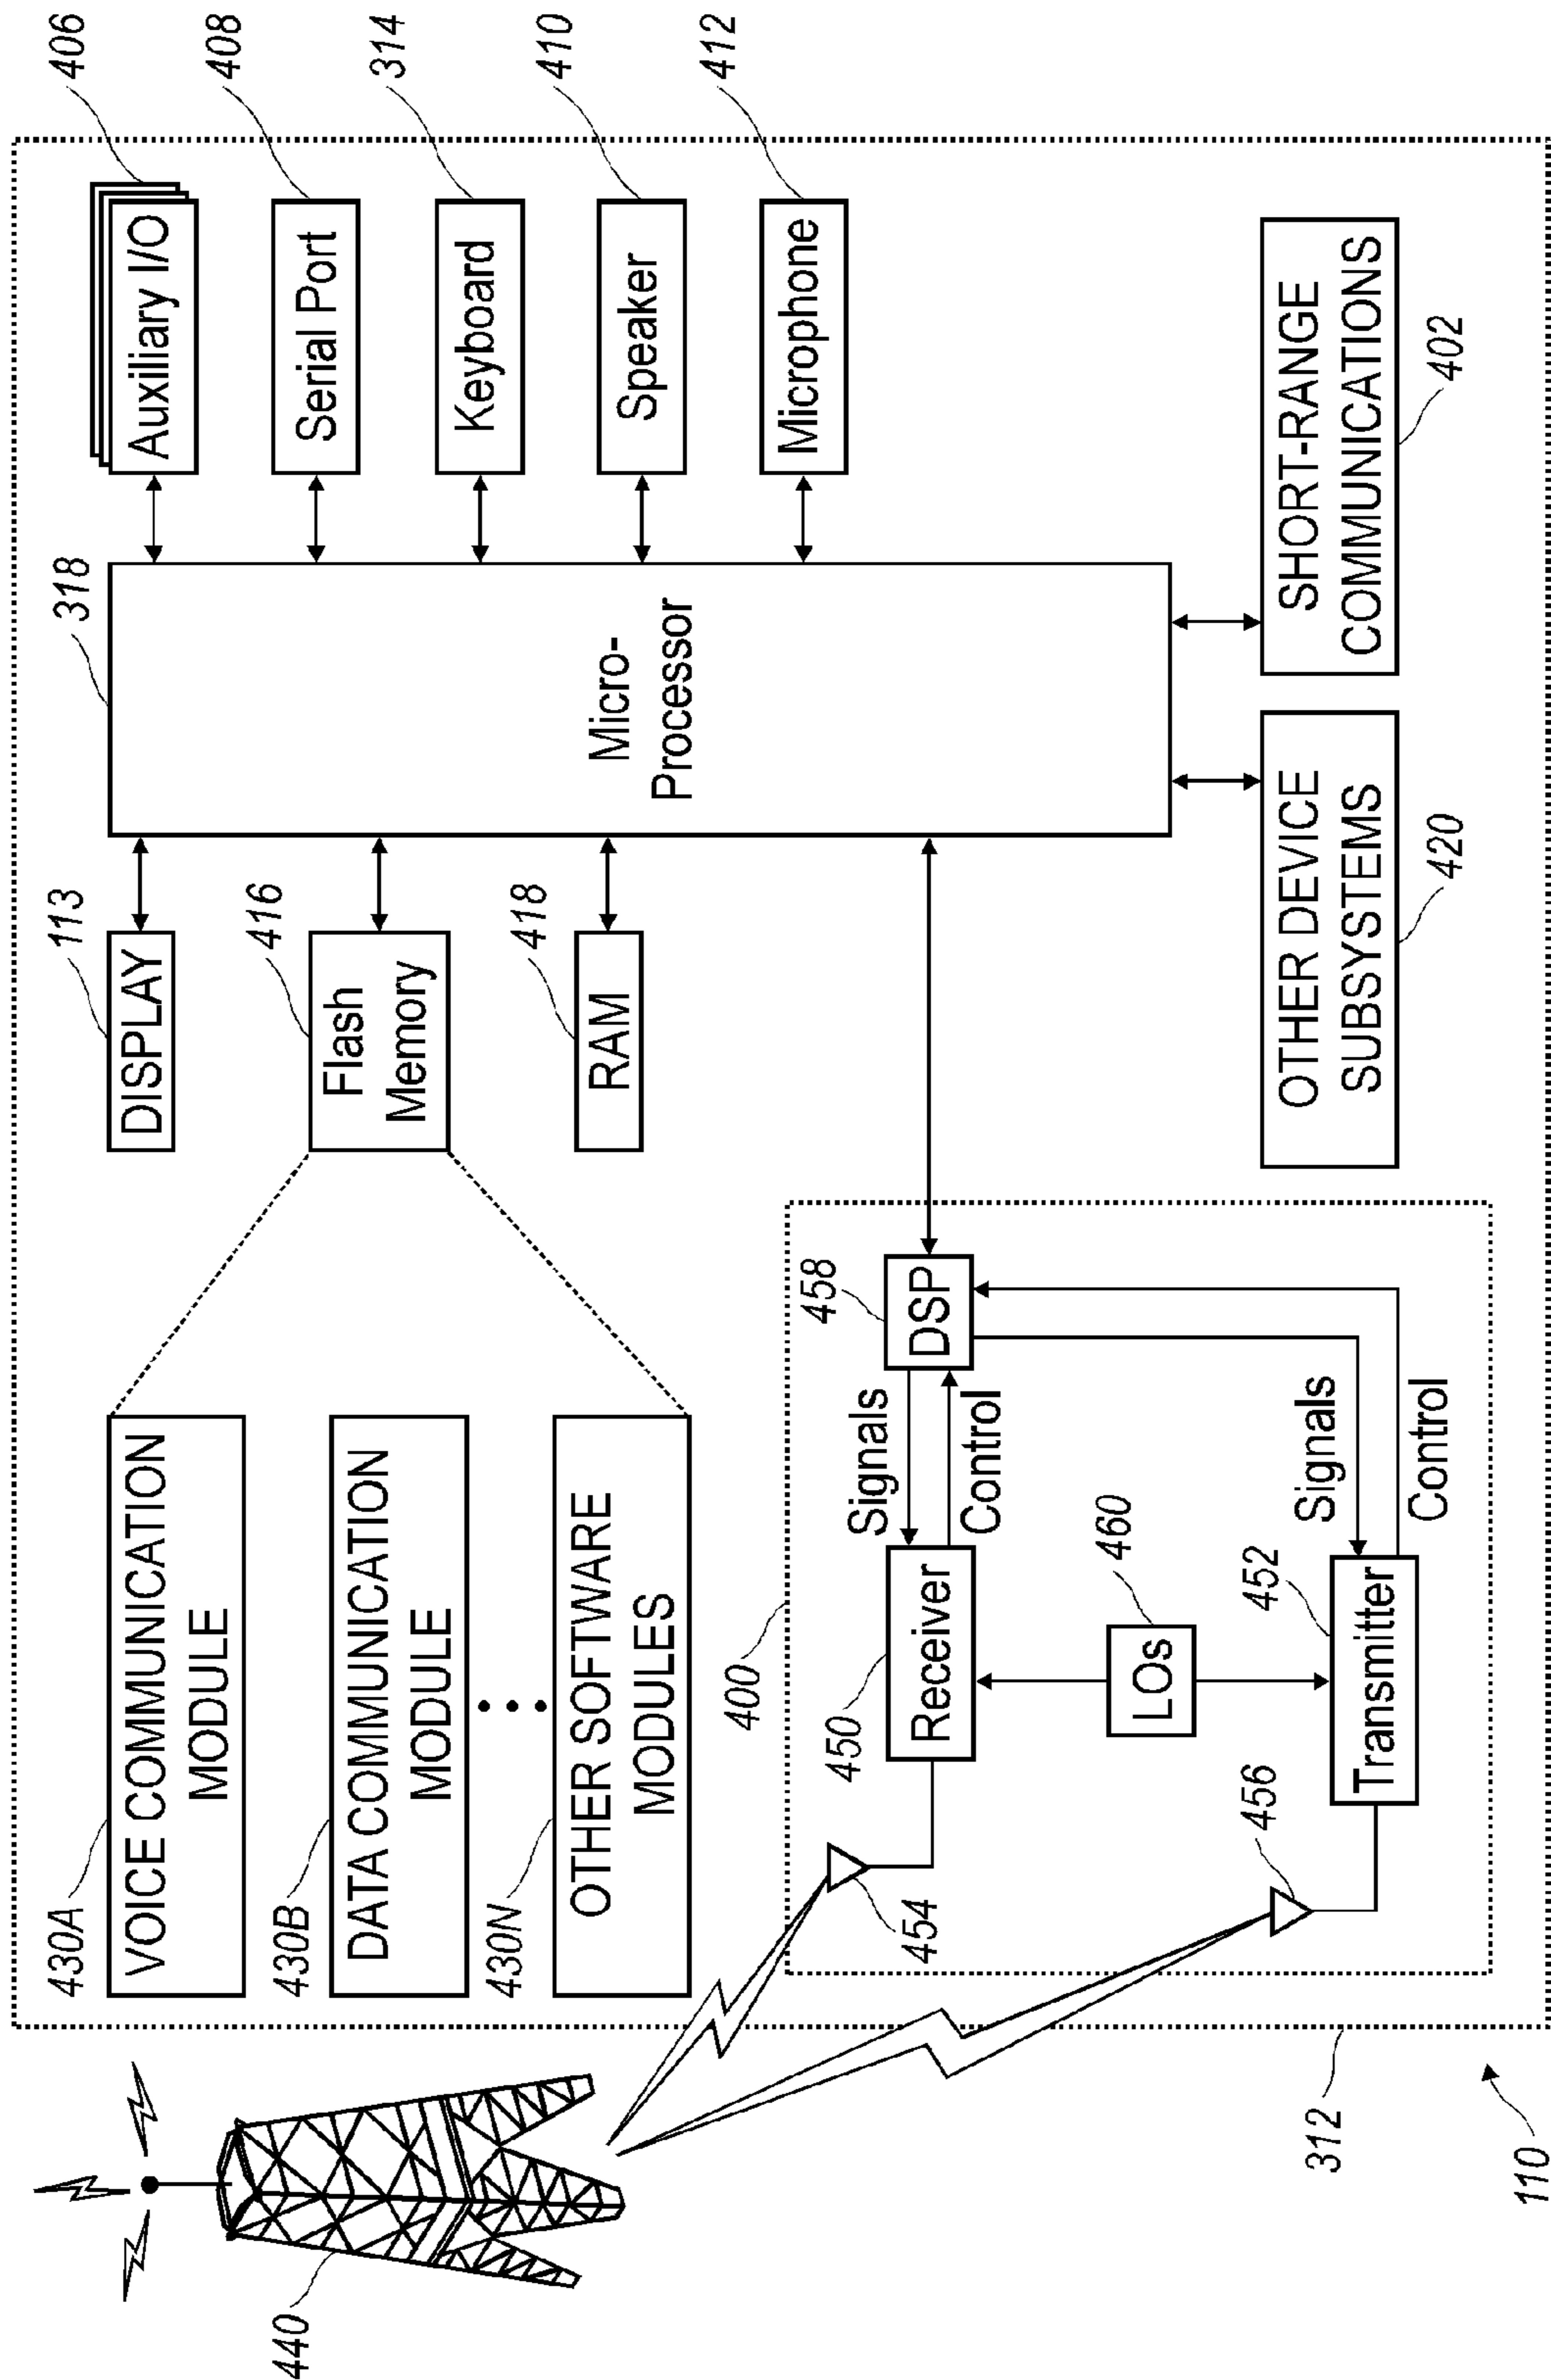 440
430A
VOICE COMMUNICATION
MODULE
430B
DATA COMMUNICATION
MODULE
430N
OTHER SOFTWARE
MODULES
113
DISPLAY
416
Flash
Memory
418
RAM
318
Micro-
Processor
406
Auxiliary I/O
408
Serial Port
314
Keyboard
410
Speaker
412
Microphone
400
454
450
Receiver
Signals
Control
458
DSP
460
LOs
456
452
Transmitter
Signals
Control
OTHER DEVICE
SUBSYSTEMS
420
SHORT-RANGE
COMMUNICATIONS
402
312
110